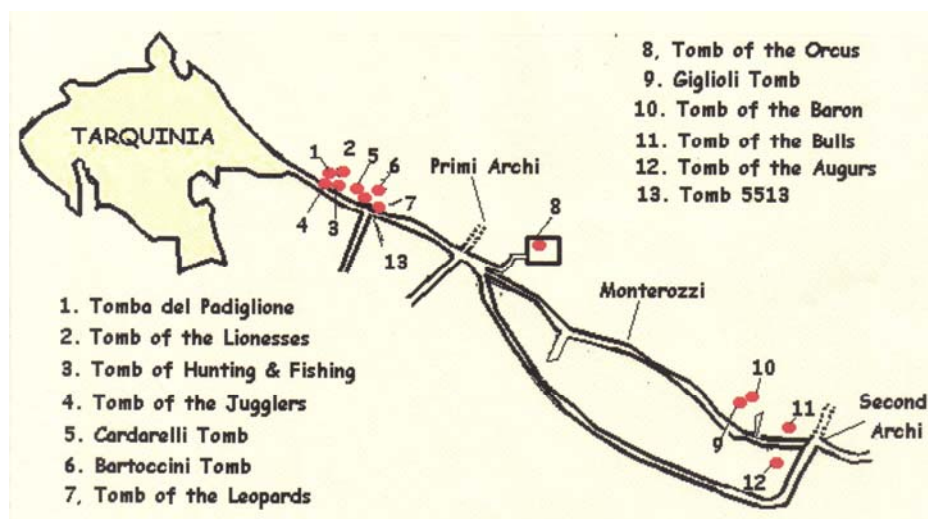 8, Tomb of the Orcus
9. Giglioli Tomb
10. Tomb of the Baron
11. Tomb of the Bulls
12. Tomb of the Augurs
13. Tomb 5513
TARQUINIA
1
2
5
6
4
3
7
13
Primi Archi
8
Monterozzi
10
9
11
12
Second
Archi
1. Tomba del Padiglione
2. Tomb of the Lionesses
3. Tomb of Hunting & Fishing
4. Tomb of the Jugglers
5. Cardarelli Tomb
6. Bartoccini Tomb
7, Tomb of the Leopards